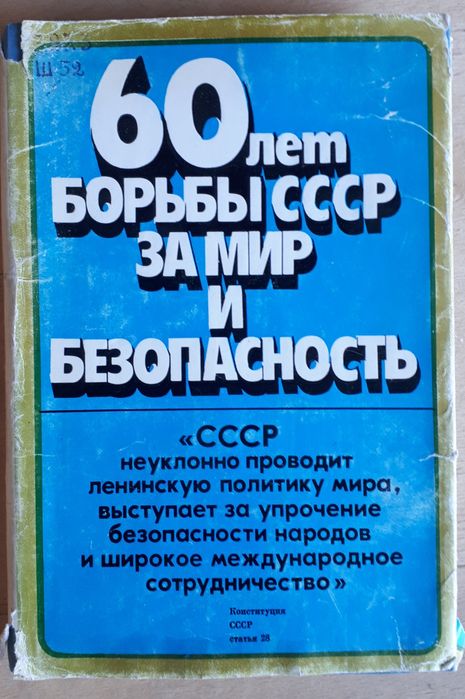 Ш 52
60 лет
БОРЬБЫ СССР
ЗА МИР
И
БЕЗОПАСНОСТЬ
«СССР
неуклонно проводит
ленинскую политику мира,
выступает за упрочение
безопасности народов
и широкое международное
сотрудничество»
Конституция
СССР
статья 28